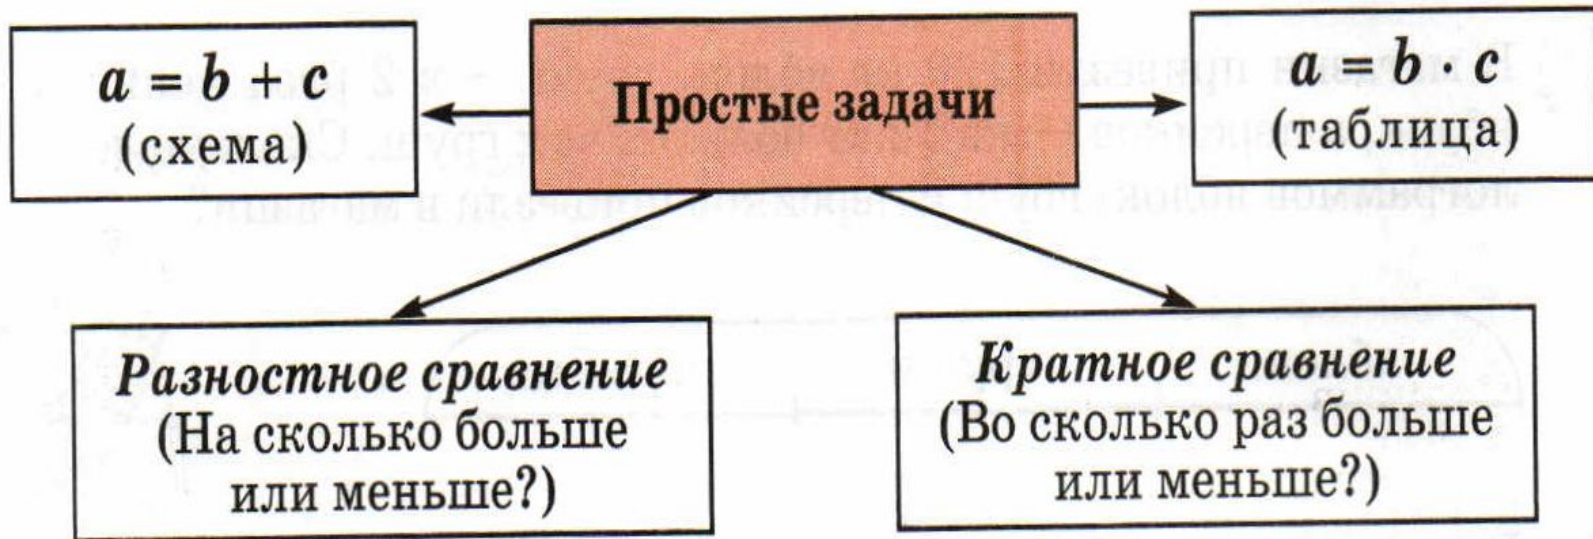 a = b + c
(схема)
Простые задачи
a = b · c
(таблица)
Разностное сравнение
(На сколько больше
или меньше?)
Кратное сравнение
(Во сколько раз больше
или меньше?)